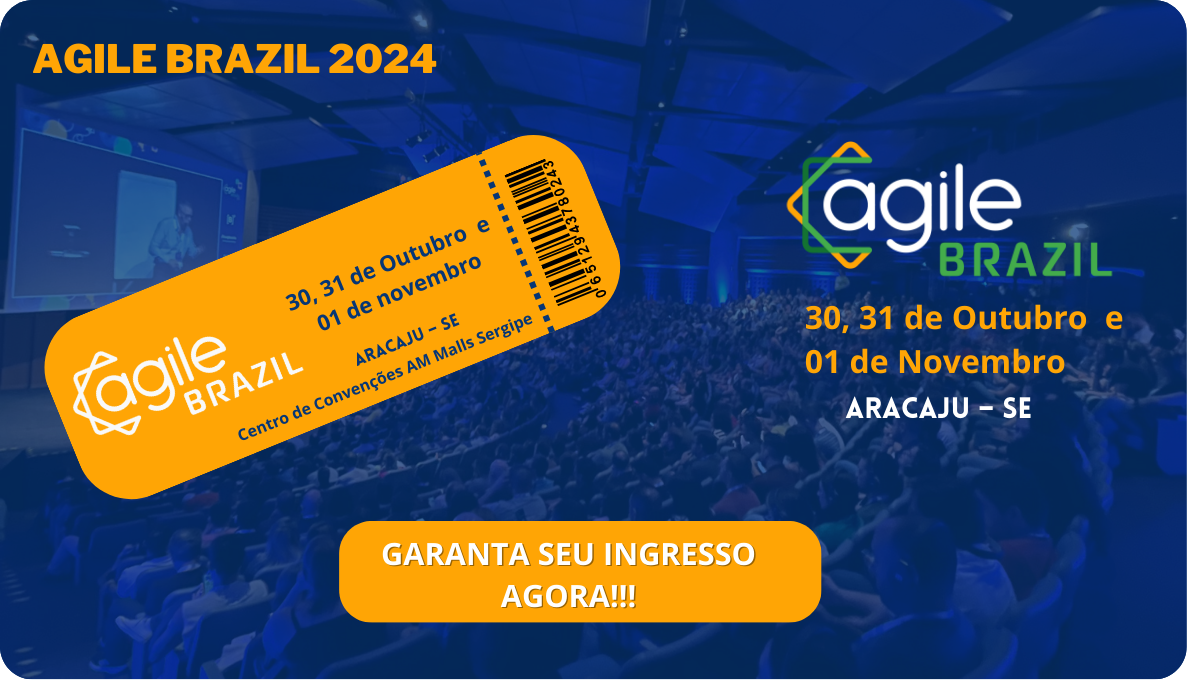 AGILE BRAZIL 2024
30, 31 de Outubro e
01 de novembro
ARACAJU – SE
Centro de Convenções AM Malls Sergipe
agile
BRAZIL
06512943780243
agile
BRAZIL
30, 31 de Outubro e
01 de Novembro
ARACAJU – SE
GARANTA SEU INGRESSO
AGORA!!!